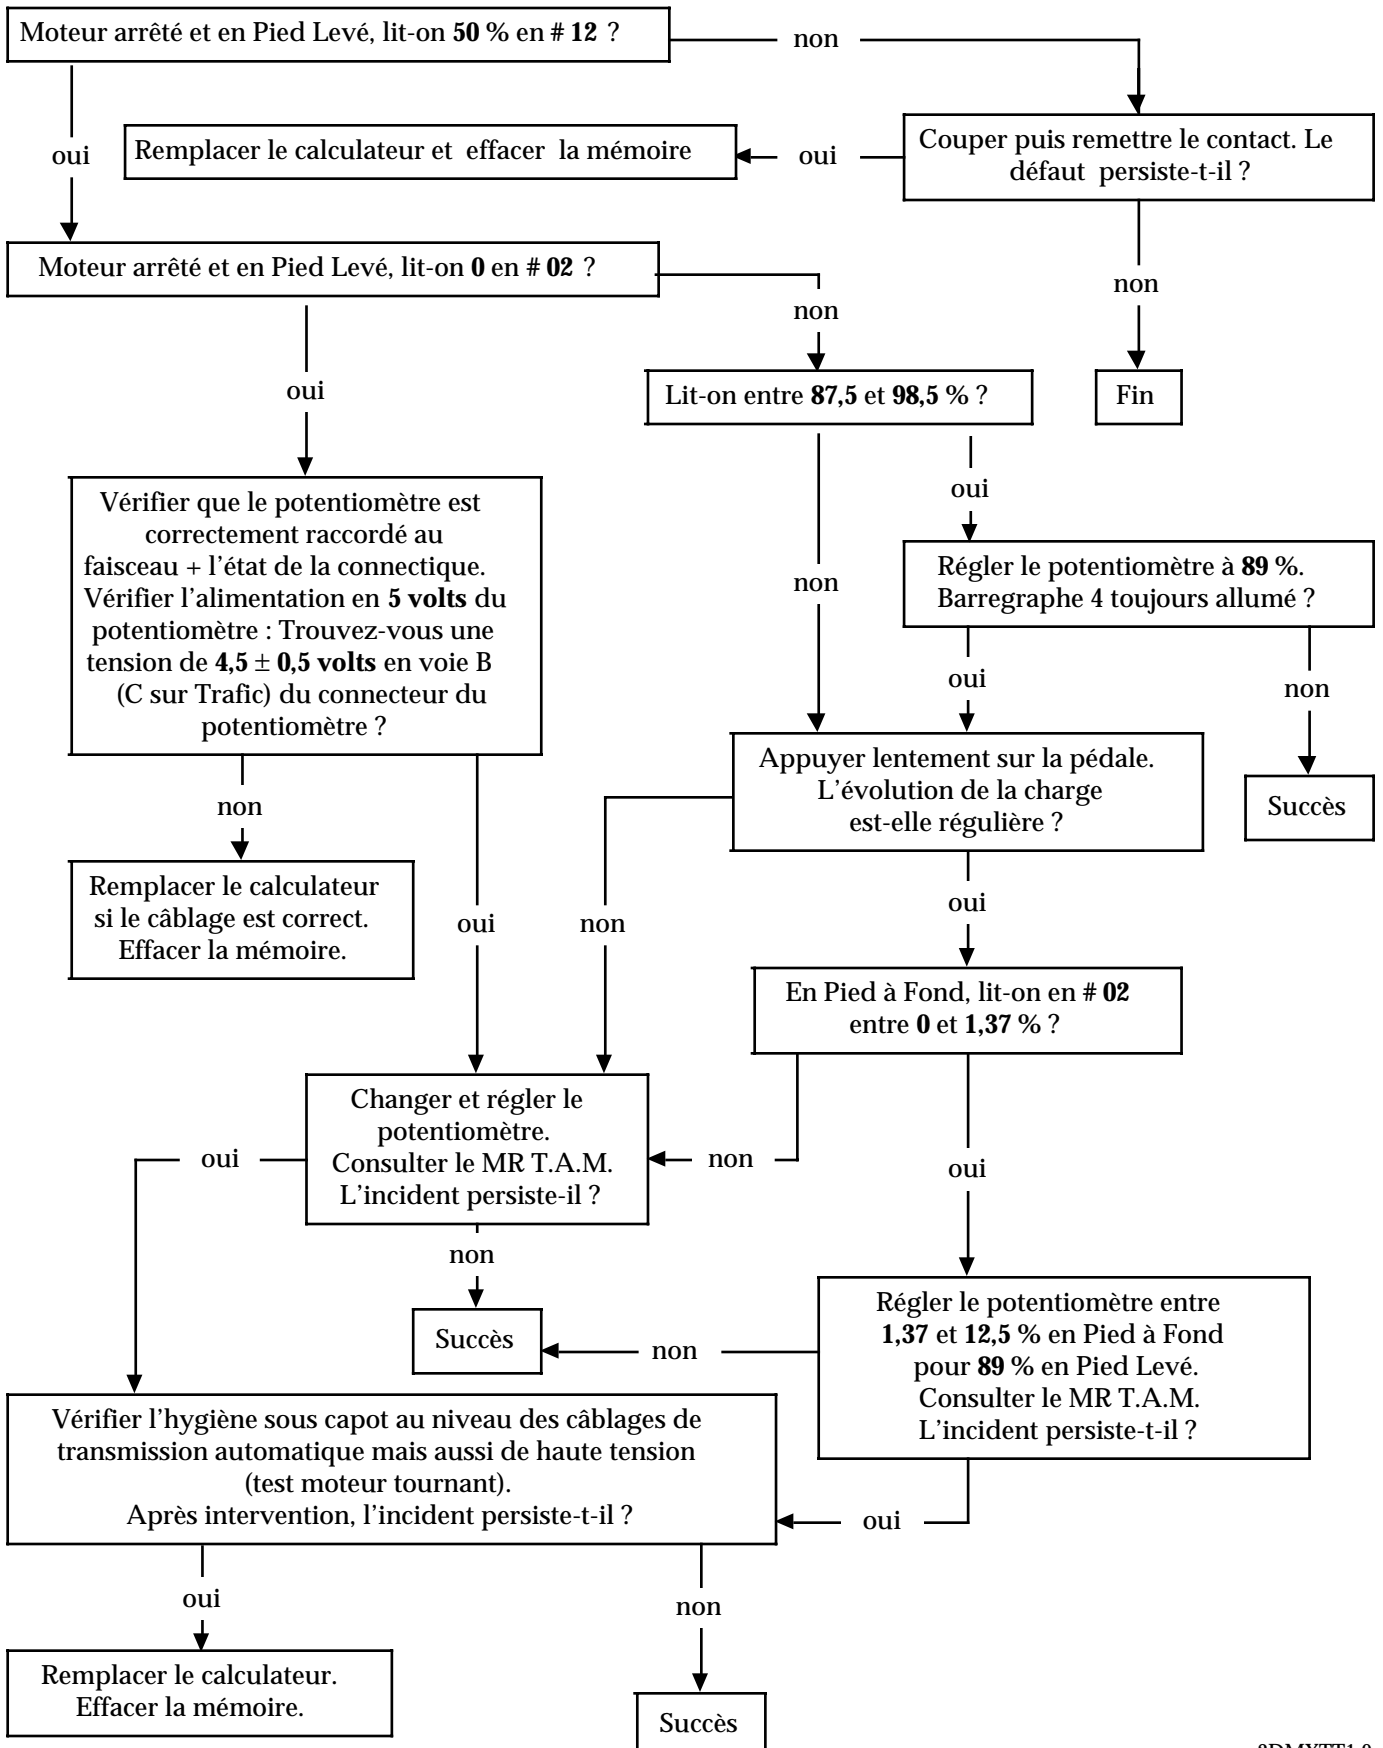 Moteur arrêté et en Pied Levé, lit-on 50 % en # 12 ?
non
oui
Remplacer le calculateur et effacer la mémoire
oui
Couper puis remettre le contact. Le
défaut persiste-t-il ?
Moteur arrêté et en Pied Levé, lit-on 0 en # 02 ?
non
non
oui
Lit-on entre 87,5 et 98,5 % ?
Fin
Vérifier que le potentiomètre est
correctement raccordé au
faisceau + l'état de la connectique.
Vérifier l'alimentation en 5 volts du
potentiomètre : Trouvez-vous une
tension de 4,5 ± 0,5 volts en voie B
(C sur Trafic) du connecteur du
potentiomètre ?
oui
non
Régler le potentiomètre à 89 %.
Barregraphe 4 toujours allumé ?
oui
non
Appuyer lentement sur la pédale.
L'évolution de la charge
est-elle régulière ?
Succès
non
Remplacer le calculateur
si le câblage est correct.
Effacer la mémoire.
oui
non
oui
En Pied à Fond, lit-on en # 02
entre 0 et 1,37 % ?
Changer et régler le
potentiomètre.
Consulter le MR T.A.M.
L'incident persiste-il ?
oui
non
oui
non
Succès
non
Régler le potentiomètre entre
1,37 et 12,5 % en Pied à Fond
pour 89 % en Pied Levé.
Consulter le MR T.A.M.
L'incident persiste-t-il ?
Vérifier l'hygiène sous capot au niveau des câblages de
transmission automatique mais aussi de haute tension
(test moteur tournant).
Après intervention, l'incident persiste-t-il ?
oui
oui
non
Remplacer le calculateur.
Effacer la mémoire.
Succès